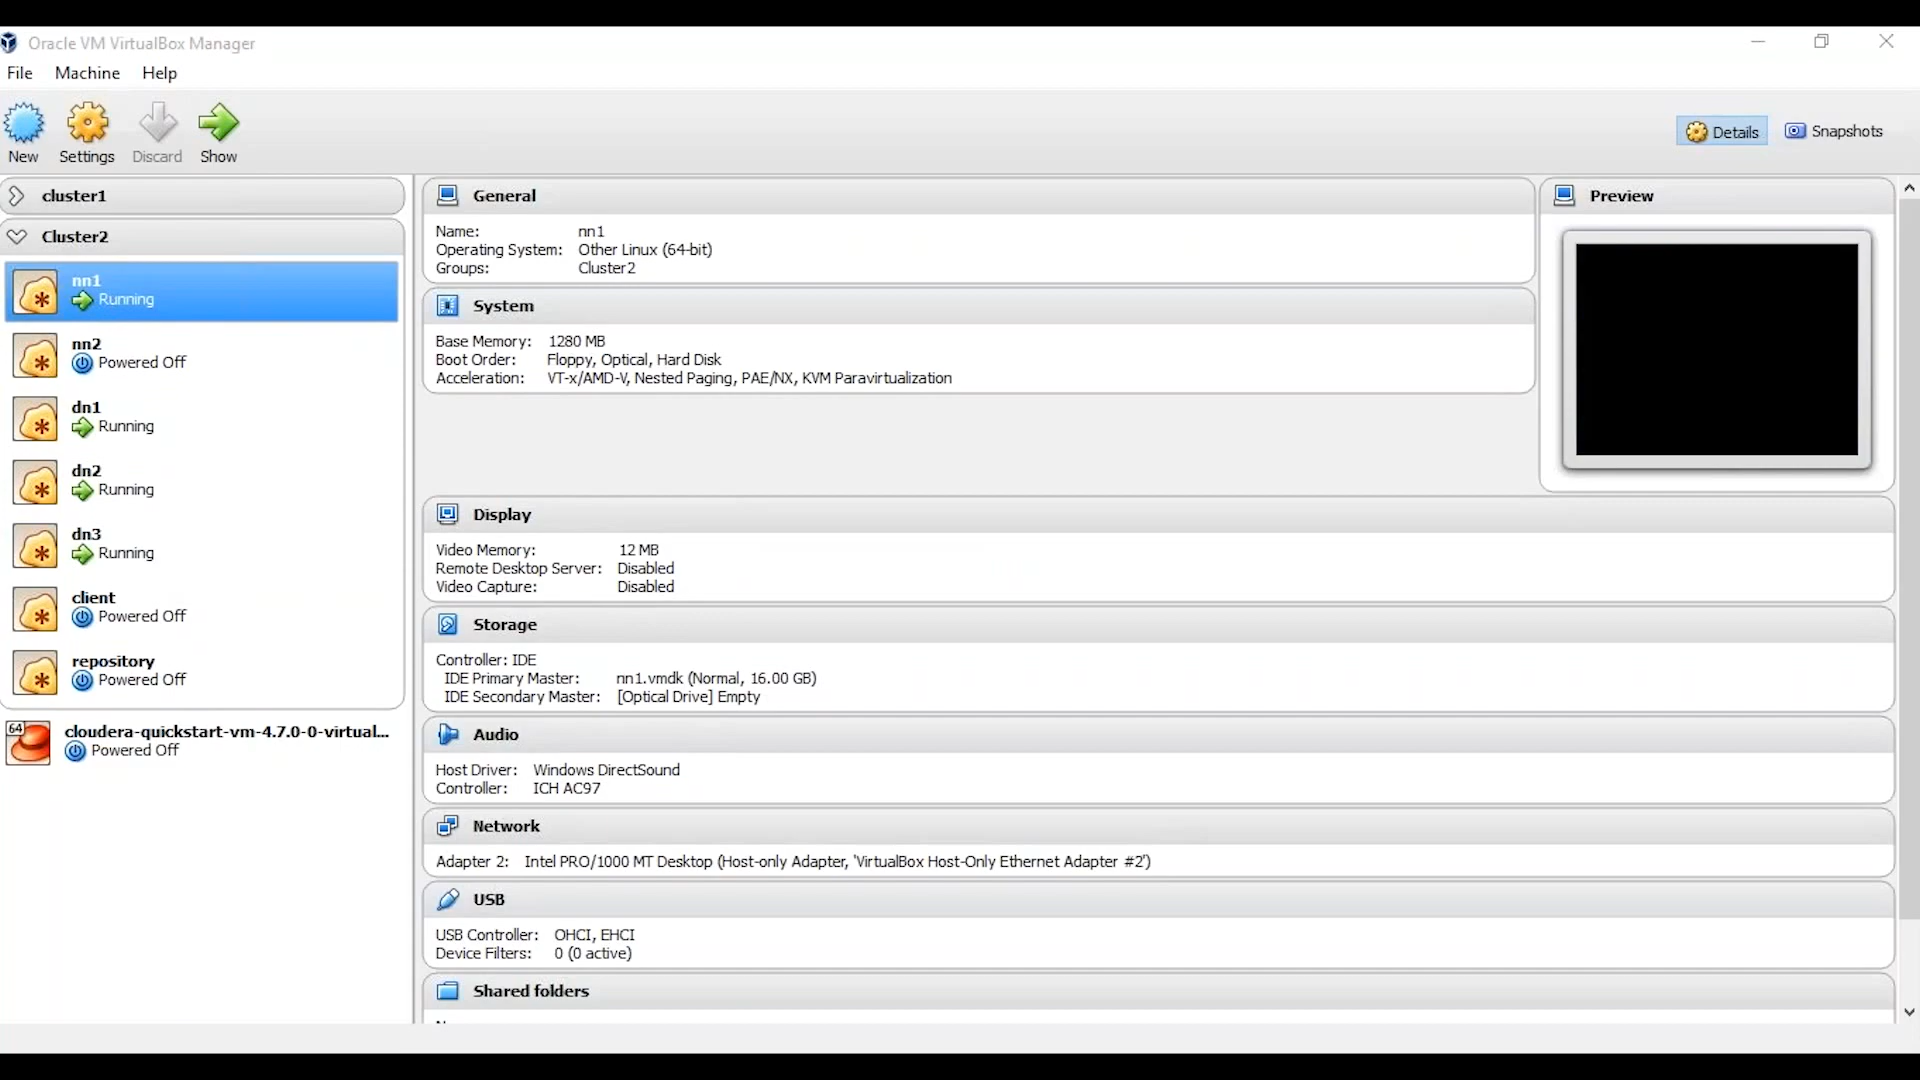 Oracle VM VirtualBox Manager
File Machine Help
New Settings Discard Show
Details Snapshots
cluster1
Cluster2
nn1
Running
nn2
Powered Off
dn1
Running
dn2
Running
dn3
Running
client
Powered Off
repository
Powered Off
64
cloudera-quickstart-vm-4.7.0-0-virtual...
Powered Off
General
Name: nn1
Operating System: Other Linux (64-bit)
Groups: Cluster2
System
Base Memory: 1280 MB
Boot Order: Floppy, Optical, Hard Disk
Acceleration: VT-x/AMD-V, Nested Paging, PAE/NX, KVM Paravirtualization
Preview
Display
Video Memory: 12 MB
Remote Desktop Server: Disabled
Video Capture: Disabled
Storage
Controller: IDE
IDE Primary Master: nn1.vmdk (Normal, 16.00 GB)
IDE Secondary Master: [Optical Drive] Empty
Audio
Host Driver: Windows DirectSound
Controller: ICH AC97
Network
Adapter 2: Intel PRO/1000 MT Desktop (Host-only Adapter, 'VirtualBox Host-Only Ethernet Adapter #2')
USB
USB Controller: OHCI, EHCI
Device Filters: 0 (0 active)
Shared folders